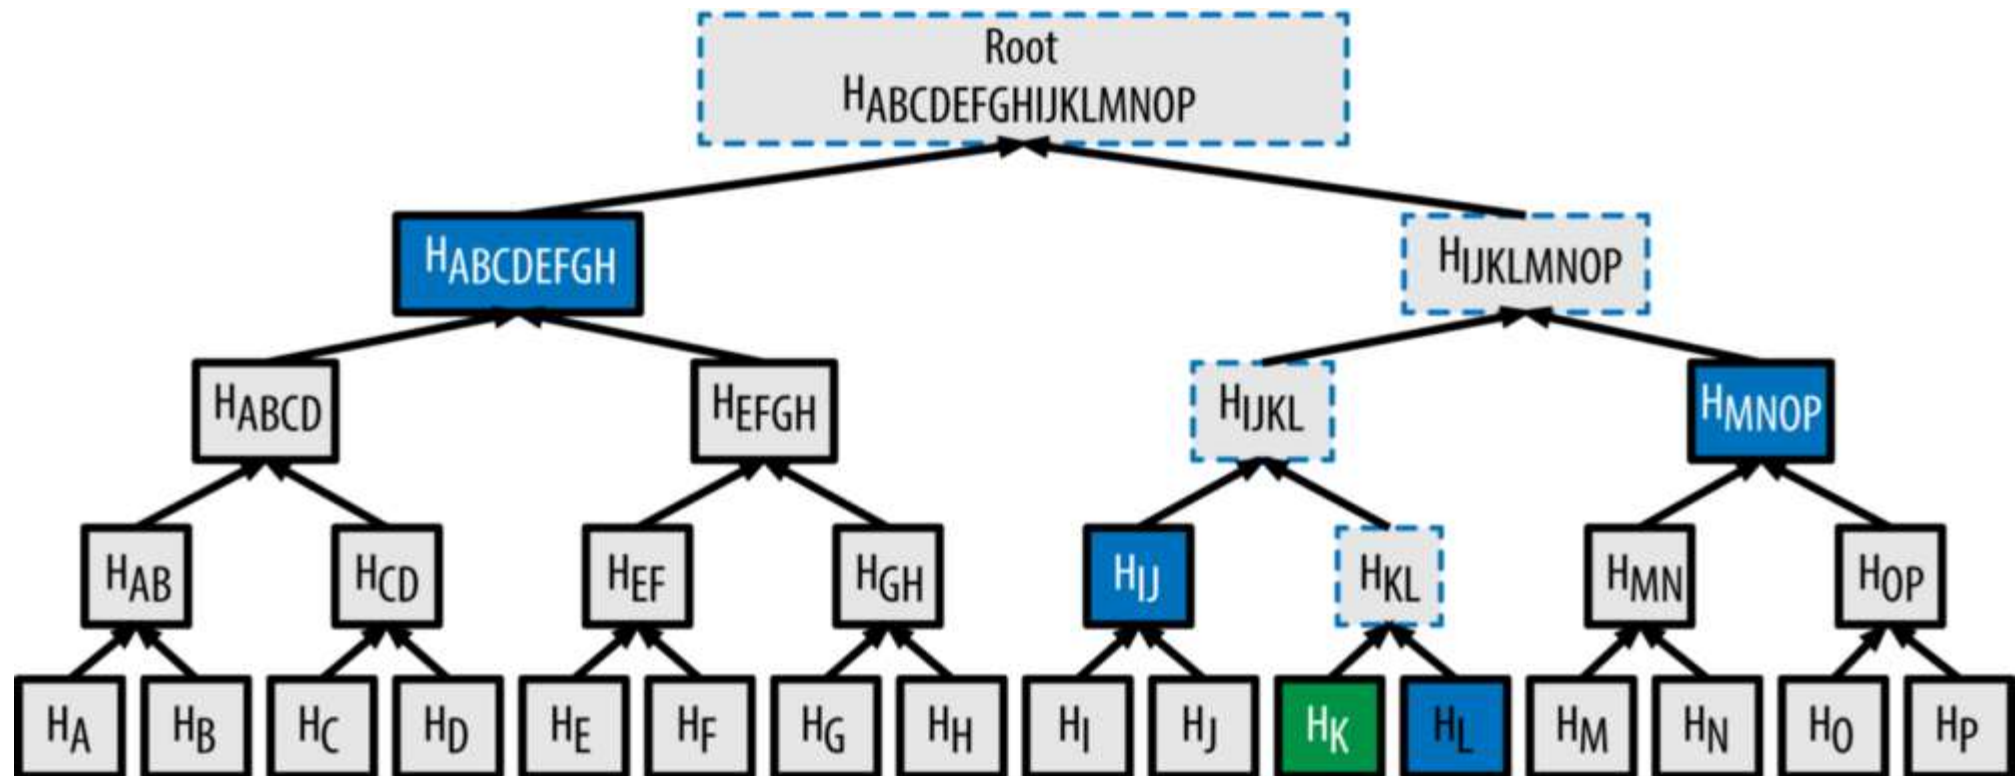 Root
HABCDEFGHIJKLMNOP
HABCDEFGH
HIJKLMNOP
HABCD
HEFGH
HIJKL
HMNOP
HAB
HCD
HEF
HGH
HIJ
HKL
HMN
HOP
HA
HB
HC
HD
HE
HF
HG
HH
HI
HJ
HK
HL
HM
HN
HO
HP